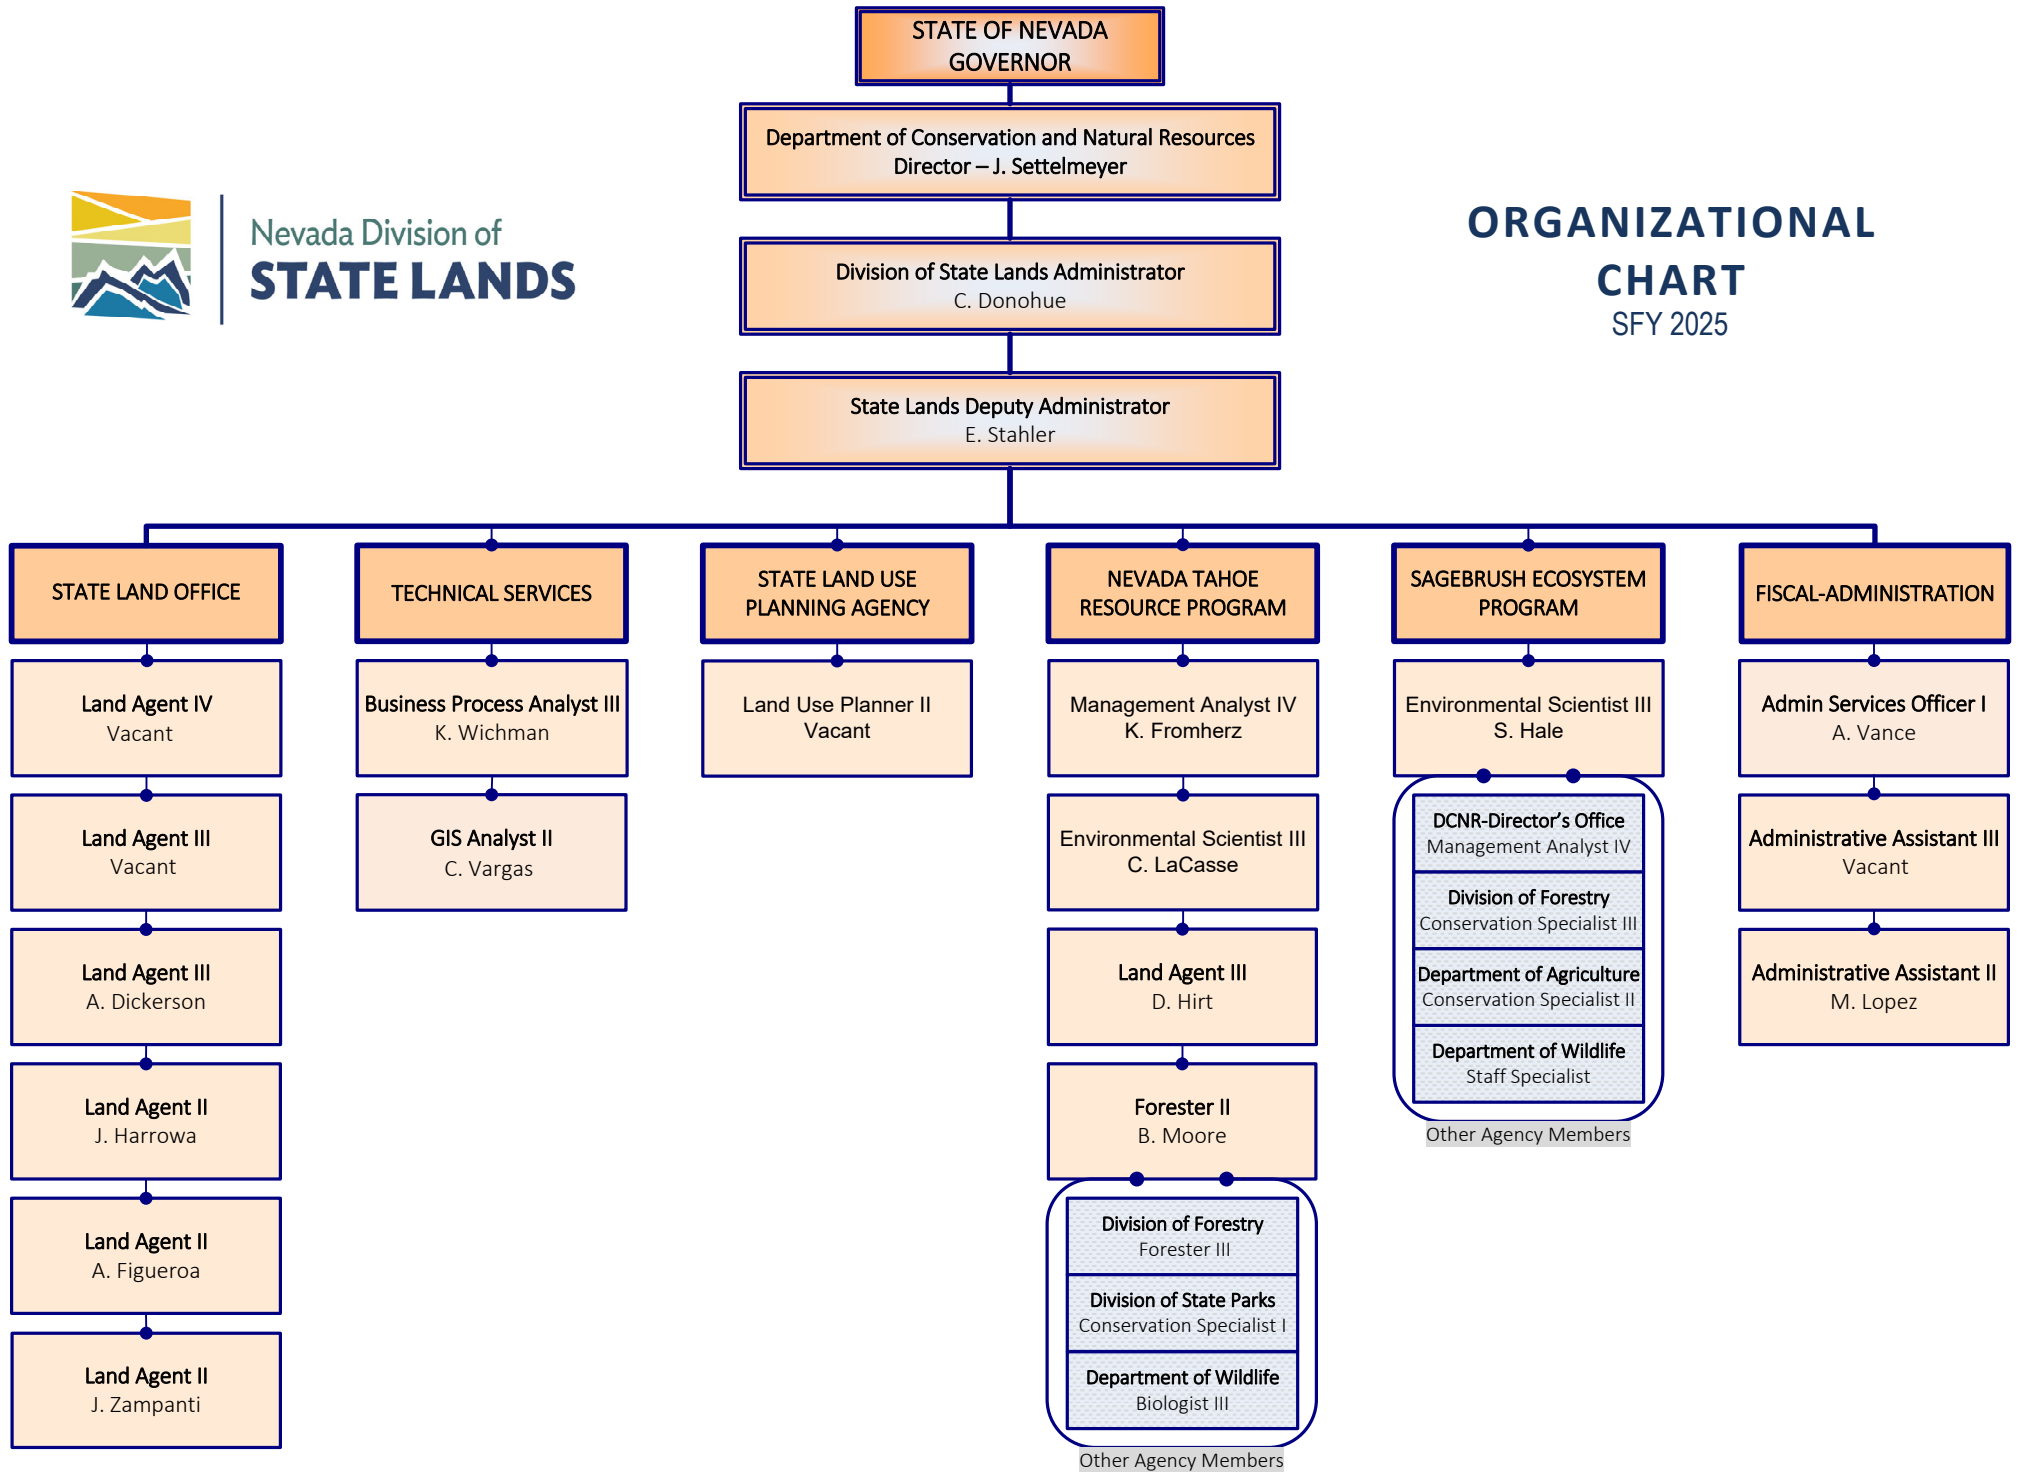 STATE OF NEVADA
GOVERNOR
Department of Conservation and Natural Resources
Director – J. Settelmeyer
Nevada Division of
STATE LANDS
ORGANIZATIONAL
CHART
SFY 2025
Division of State Lands Administrator
C. Donohue
State Lands Deputy Administrator
E. Stahler
STATE LAND OFFICE
Land Agent IV
Vacant
Land Agent III
Vacant
Land Agent III
A. Dickerson
Land Agent II
J. Harrowa
Land Agent II
A. Figueroa
Land Agent II
J. Zampanti
TECHNICAL SERVICES
Business Process Analyst III
K. Wichman
GIS Analyst II
C. Vargas
STATE LAND USE
PLANNING AGENCY
Land Use Planner II
Vacant
NEVADA TAHOE
RESOURCE PROGRAM
Management Analyst IV
K. Fromherz
Environmental Scientist III
C. LaCasse
Land Agent III
D. Hirt
Forester II
B. Moore
Division of Forestry
Forester III
Division of State Parks
Conservation Specialist I
Department of Wildlife
Biologist III
Other Agency Members
SAGEBRUSH ECOSYSTEM
PROGRAM
Environmental Scientist III
S. Hale
DCNR-Director's Office
Management Analyst IV
Division of Forestry
Conservation Specialist III
Department of Agriculture
Conservation Specialist II
Department of Wildlife
Staff Specialist
Other Agency Members
FISCAL-ADMINISTRATION
Admin Services Officer I
A. Vance
Administrative Assistant III
Vacant
Administrative Assistant II
M. Lopez